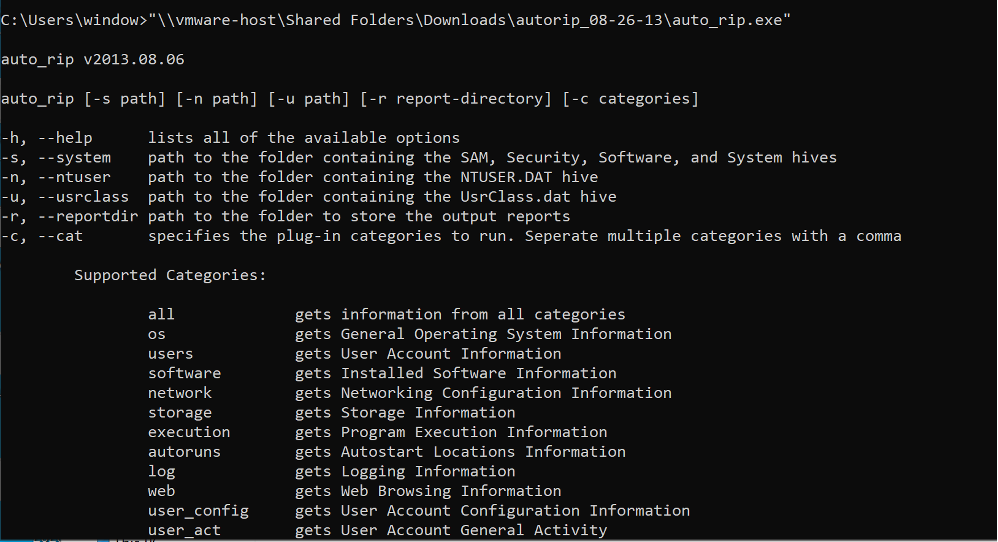 C:\Users\window>"\\vmware-host\Shared Folders\Downloads\autorip_08-26-13\auto_rip.exe"
auto_rip v2013.08.06
auto_rip [-s path] [-n path] [-u path] [-r report-directory] [-c categories]
-h, --help lists all of the available options
-s, --system path to the folder containing the SAM, Security, Software, and System hives
-n, --ntuser path to the folder containing the NTUSER.DAT hive
-u, --usrclass path to the folder containing the UsrClass.dat hive
-r, --reportdir path to the folder to store the output reports
-c, --cat specifies the plug-in categories to run. Seperate multiple categories with a comma
Supported Categories:
all gets information from all categories
os gets General Operating System Information
users gets User Account Information
software gets Installed Software Information
network gets Networking Configuration Information
storage gets Storage Information
execution gets Program Execution Information
autoruns gets Autostart Locations Information
log gets Logging Information
web gets Web Browsing Information
user_config gets User Account Configuration Information
user_act gets User Account General Activity